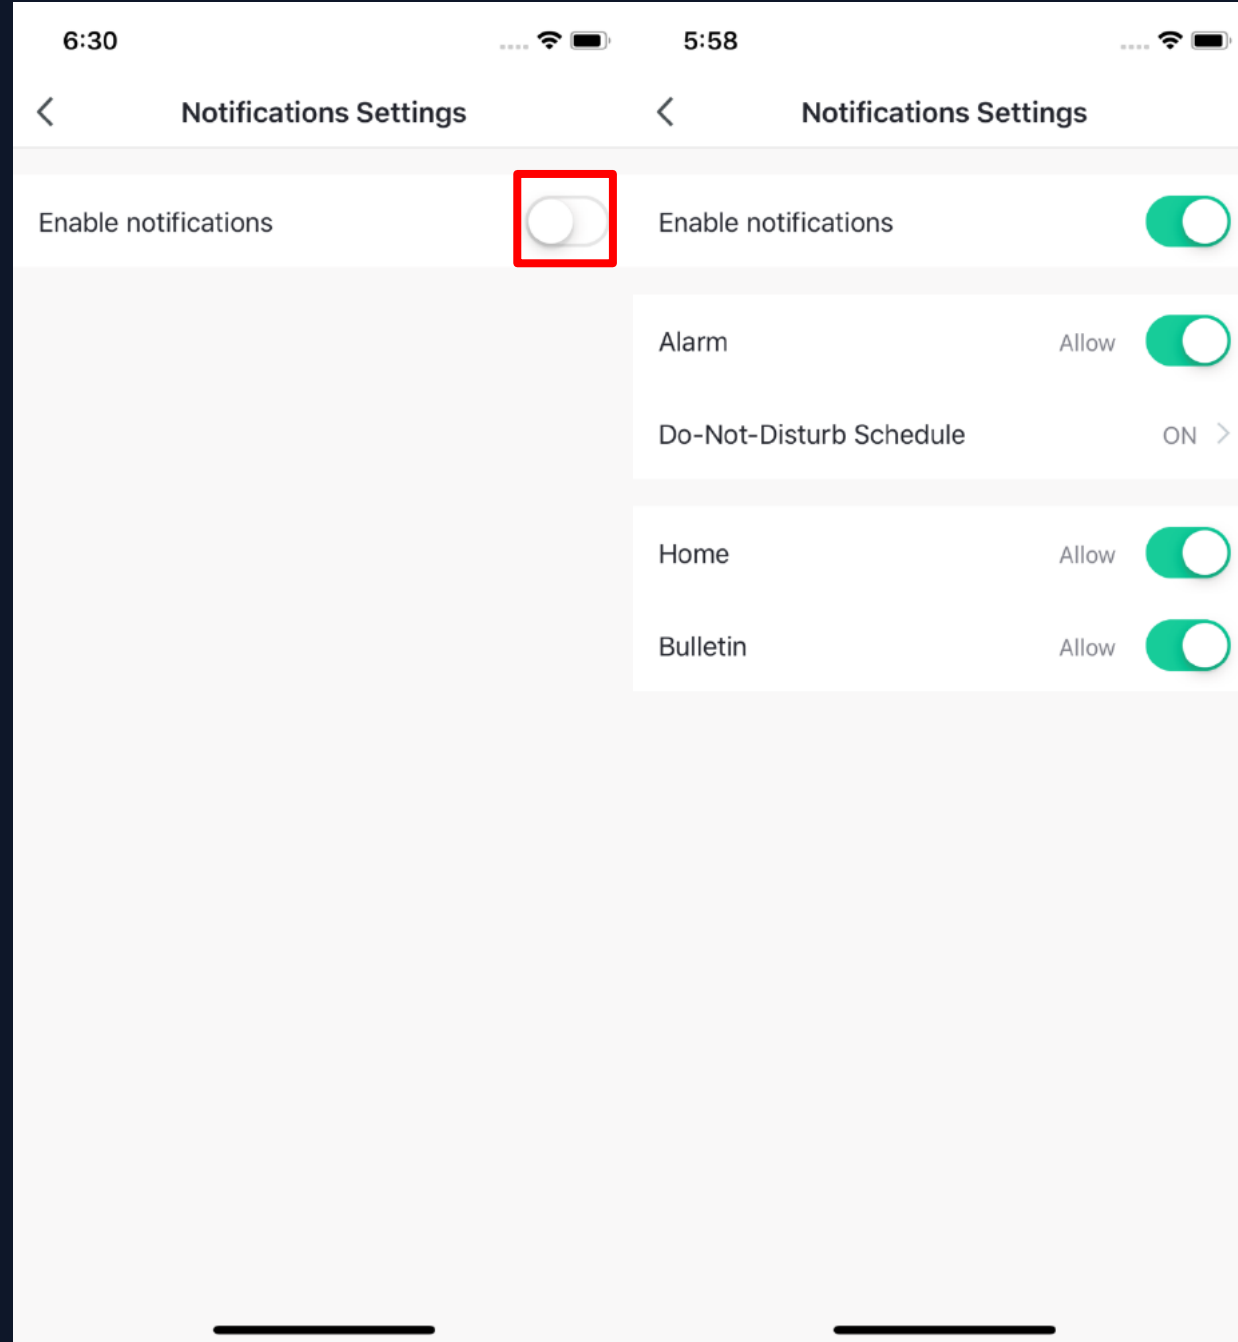 6:30
Notifications Settings
Enable notifications
5:58
Notifications Settings
Enable notifications
Alarm Allow
Do-Not-Disturb Schedule ON
Home Allow
Bulletin Allow